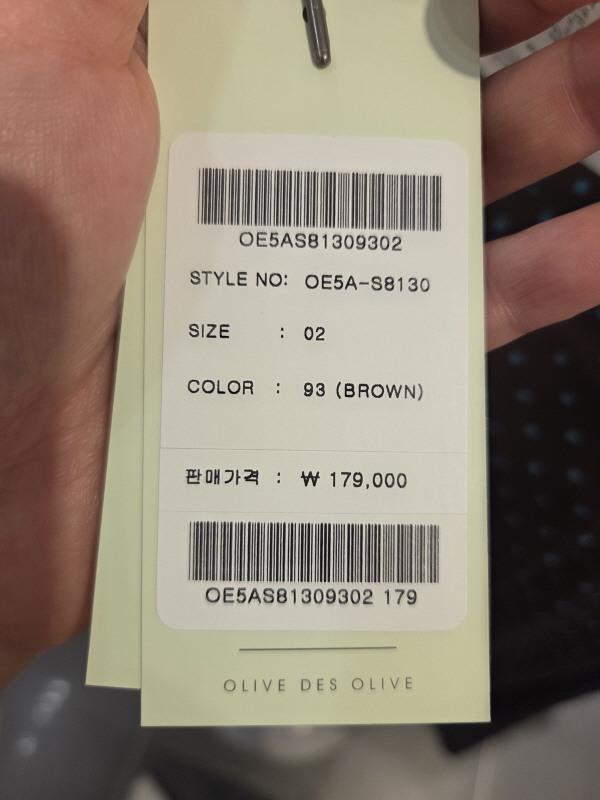 OE5AS81309302
STYLE NO: OE5A-S8130
SIZE : 02
COLOR : 93 (BROWN)
판매가격 : ₩ 179,000
OE5AS81309302 179
OLIVE DES OLIVE